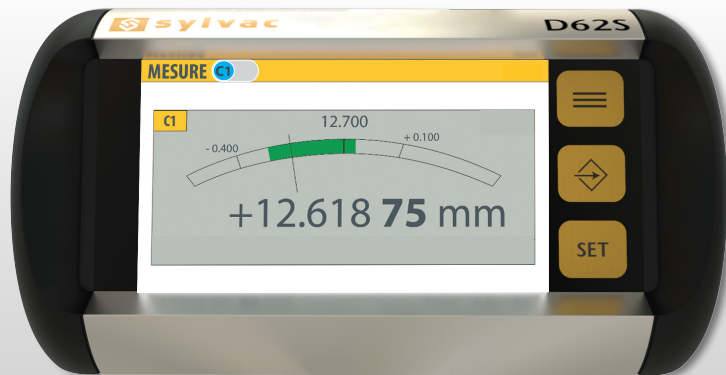 sylvac
D62S
MESURE C1
C1
12.700
- 0.400
+ 0.100
+12.618 75 mm
SET